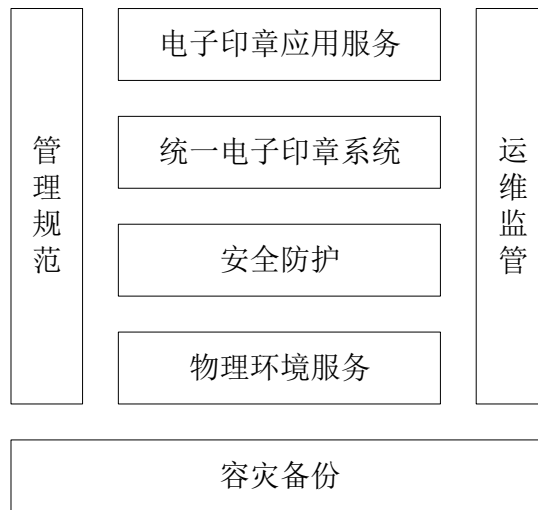 电子印章应用服务
管理规范
统一电子印章系统
运维监管
安全防护
物理环境服务
容灾备份